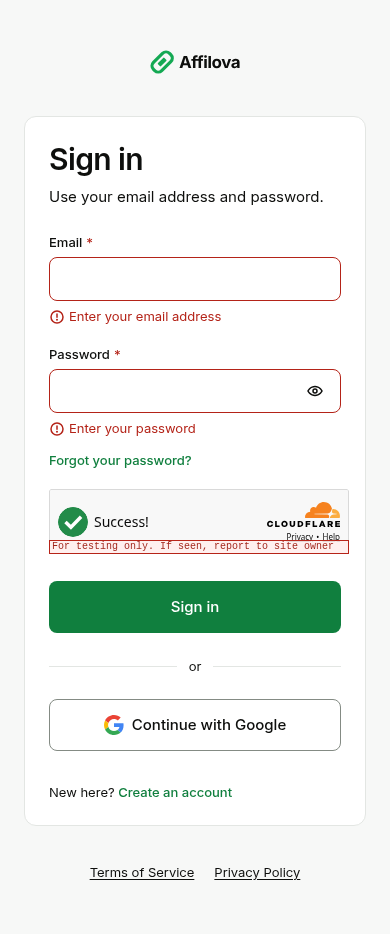 Affilova
Sign in
Use your email address and password.
Email *
Enter your email address
Password *
Enter your password
Forgot your password?
Success!
CLOUDFLARE
Privacy • Help
For testing only. If seen, report to site owner
Sign in
or
Continue with Google
New here? Create an account
Terms of Service Privacy Policy